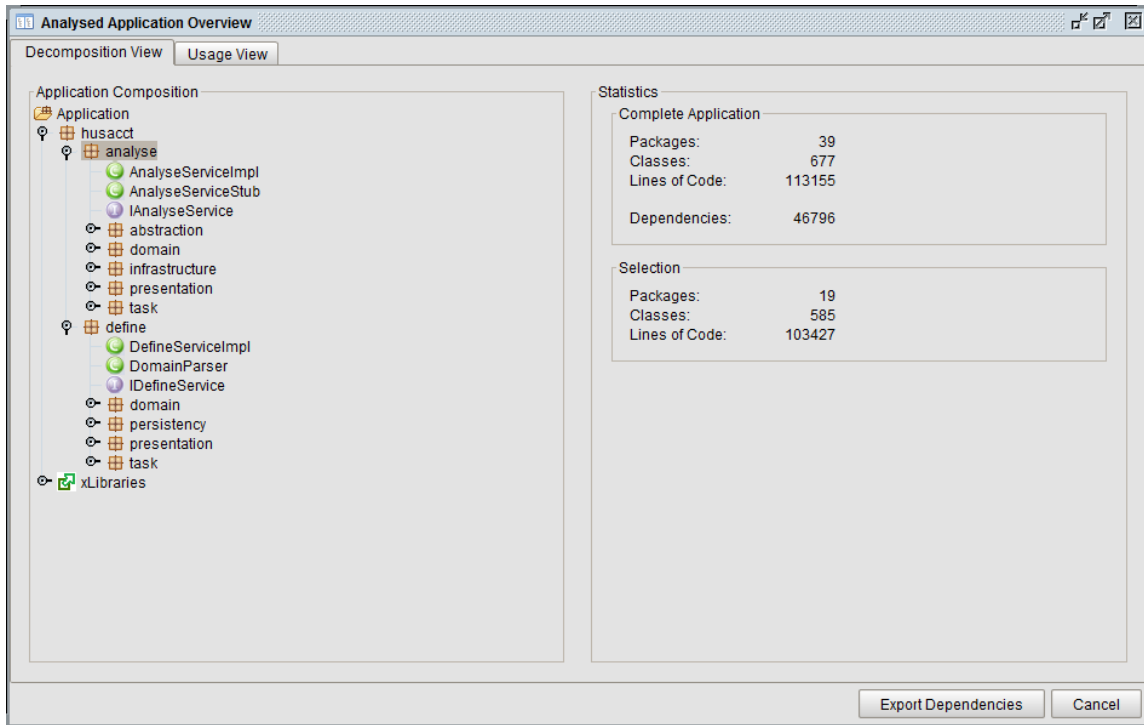 Analysed Application Overview
Decomposition View
Usage View
Application Composition
Application
husacct
analyse
C AnalyseServiceImpl
C AnalyseServiceStub
I IAnalyseService
abstraction
domain
infrastructure
presentation
task
define
C DefineServiceImpl
C DomainParser
I IDefineService
domain
persistency
presentation
task
xLibraries
Statistics
Complete Application
Packages: 39
Classes: 677
Lines of Code: 113155
Dependencies: 46796
Selection
Packages: 19
Classes: 585
Lines of Code: 103427
Export Dependencies
Cancel